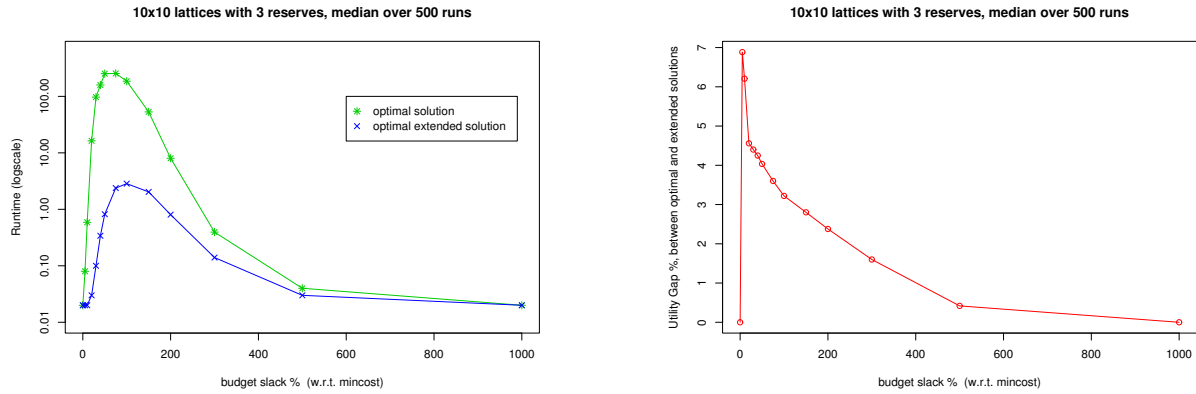 10x10 lattices with 3 reserves, median over 500 runs
Runtime (logscale)
100.00
10.00
1.00
0.10
0.01
optimal solution
optimal extended solution
0 200 400 600 800 1000
budget slack % (w.r.t. mincost)
10x10 lattices with 3 reserves, median over 500 runs
Utility Gap %, between optimal and extended solutions
7
6
5
4
3
2
1
0
0 200 400 600 800 1000
budget slack % (w.r.t. mincost)